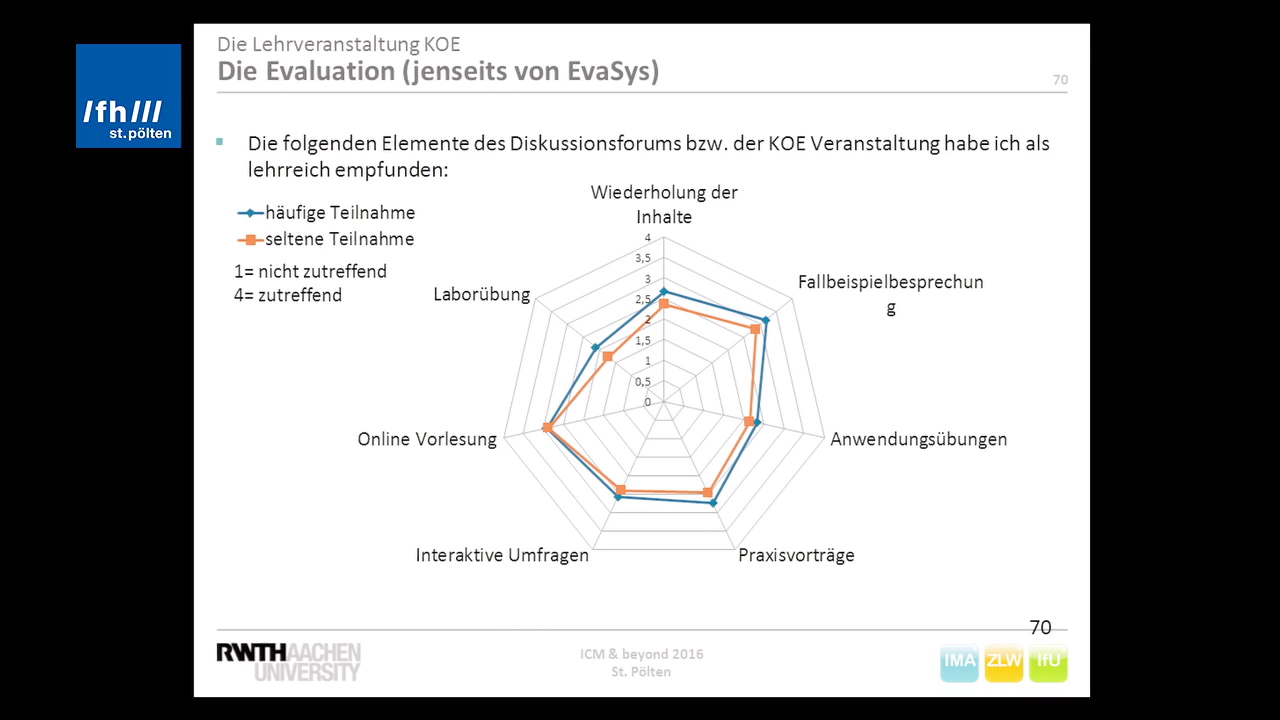 Die Lehrveranstaltung KOE
Die Evaluation (jenseits von EvaSys)
70
/fh///
st.pölten
Die folgenden Elemente des Diskussionsforums bzw. der KOE Veranstaltung habe ich als
lehrreich empfunden:
häufige Teilnahme
seltene Teilnahme
1= nicht zutreffend
4= zutreffend
Wiederholung der
Inhalte
Fallbeispielbesprechun
g
Anwendungsübungen
Praxisvorträge
Interaktive Umfragen
Online Vorlesung
Laborübung
4
3,5
3
2,5
2
1,5
1
0,5
0
70
RWTHAACHEN
UNIVERSITY
ICM & beyond 2016
St. Pölten
IMA
ZLW
IfU